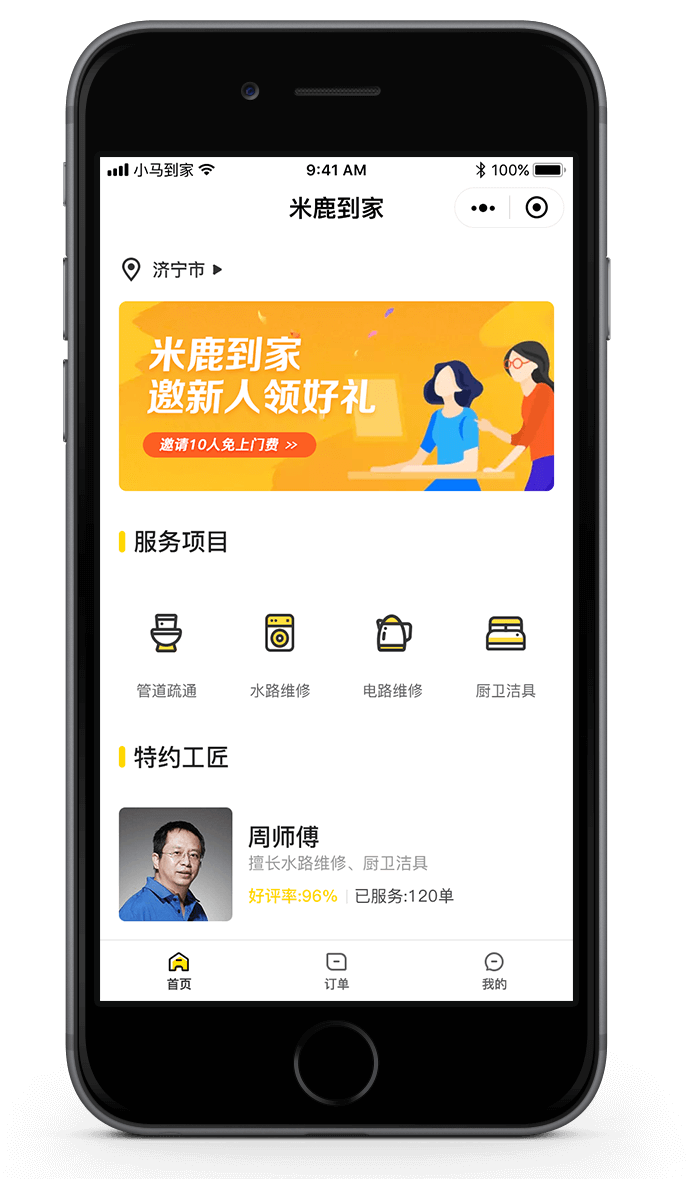 小马到家 9:41 AM 100%
米鹿到家
济宁市
米鹿到家
邀新人领好礼
邀请10人免上门费 >>
服务项目
管道疏通 水路维修 电路维修 厨卫洁具
特约工匠
周师傅
擅长水路维修、厨卫洁具
好评率:96% 已服务:120单
首页 订单 我的